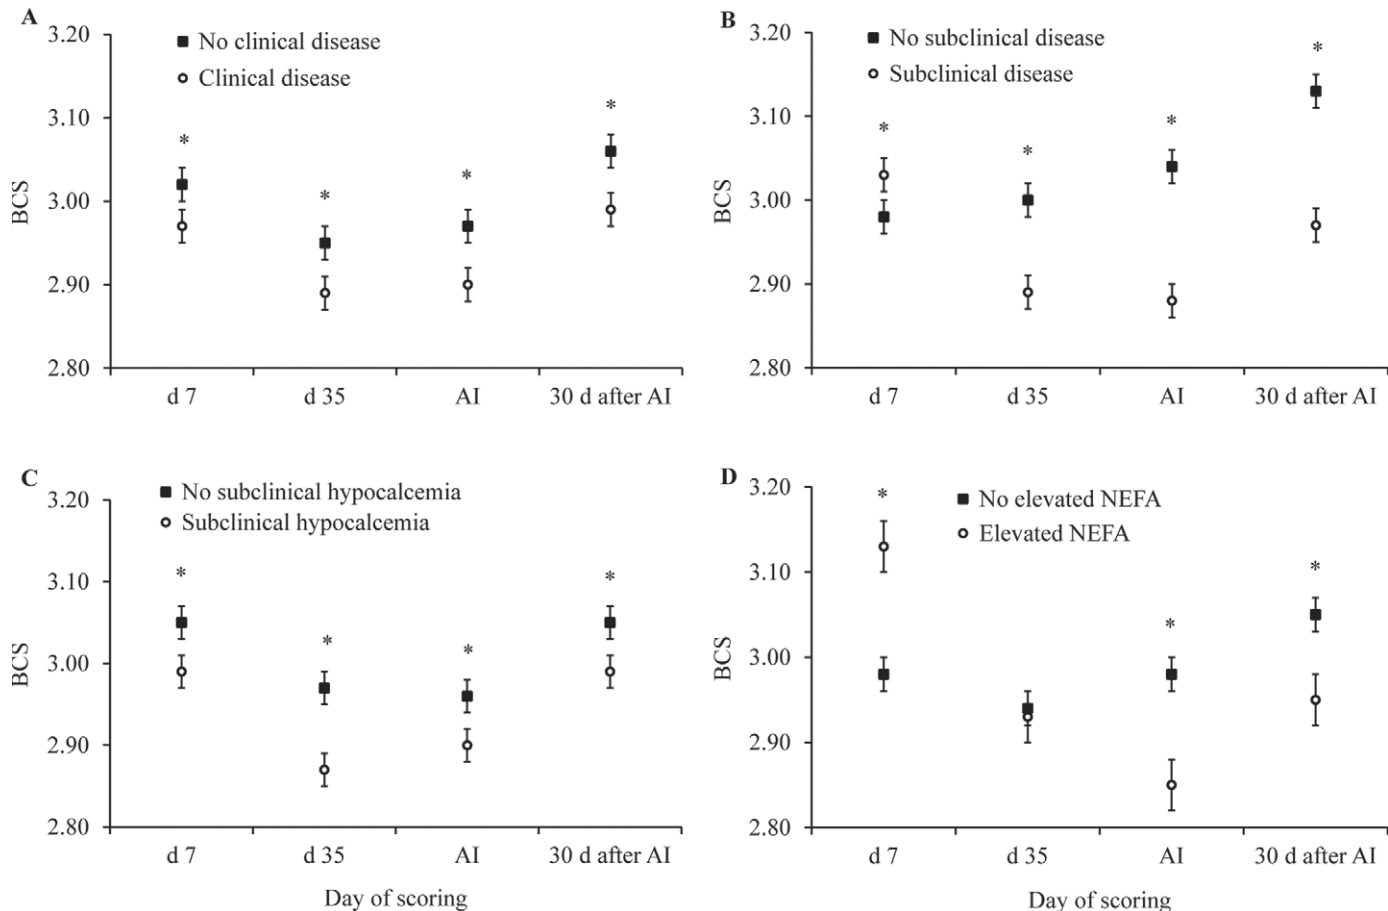 A
3.20
No clinical disease
Clinical disease
3.10
*
*
*
*
3.00
BCS
2.90
2.80
d 7
d 35
AI
30 d after AI
B
3.20
No subclinical disease
Subclinical disease
3.10
*
*
*
*
3.00
BCS
2.90
2.80
d 7
d 35
AI
30 d after AI
C
3.20
No subclinical hypocalcemia
Subclinical hypocalcemia
3.10
*
*
*
*
3.00
BCS
2.90
2.80
d 7
d 35
AI
30 d after AI
Day of scoring
D
3.20
No elevated NEFA
Elevated NEFA
3.10
*
*
*
3.00
BCS
2.90
2.80
d 7
d 35
AI
30 d after AI
Day of scoring